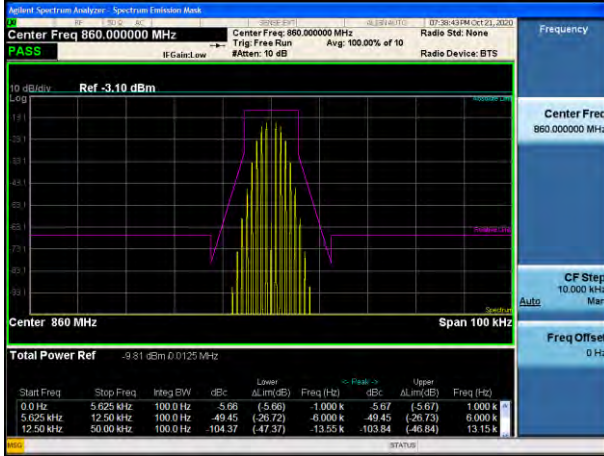 Agilent Spectrum Analyzer - Spectrum Emission Mask
RF 50 Ω AC SENSE:EXT ALIGN AUTO 07:38:43 PM Oct 21, 2020
Center Freq 860.000000 MHz Center Freq: 860.000000 MHz Radio Std: None
Trig: Free Run Avg: 100.00% of 10
PASS IFGain:Low #Atten: 10 dB Radio Device: BTS
10 dB/div Ref -3.10 dBm
Log
Absolute Lim
Relative Lim
Spectrum
Center 860 MHz Span 100 kHz
Total Power Ref -9.81 dBm / 0.0125 MHz
Lower <- Peak -> Upper
Start Freq Stop Freq Integ BW dBc ΔLim(dB) Freq (Hz) dBc ΔLim(dB) Freq (Hz)
0.0 Hz 5.625 kHz 100.0 Hz -5.66 (-5.66) -1.000 k -5.67 (-5.67) 1.000 k
5.625 kHz 12.50 kHz 100.0 Hz -49.45 (-26.72) -6.000 k -49.45 (-26.73) 6.000 k
12.50 kHz 50.00 kHz 100.0 Hz -104.37 (-47.37) -13.55 k -103.84 (-46.84) 13.15 k
MSG STATUS
Frequency
Center Freq
860.000000 MHz
CF Step
10.000 kHz
Auto Man
Freq Offset
0 Hz